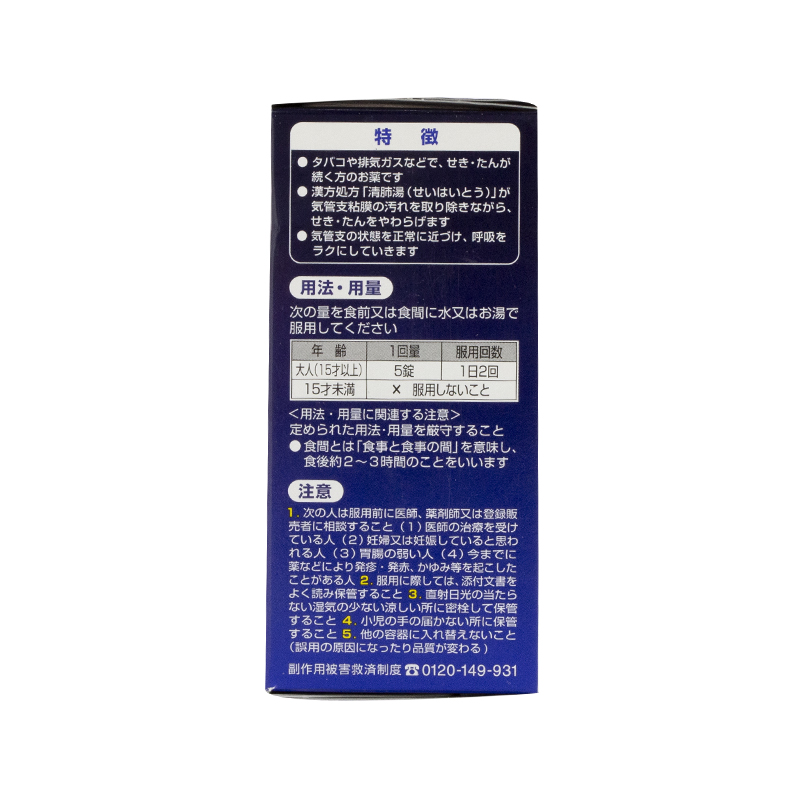 特徴
● タバコや排気ガスなどで、せき・たんが
続く方のお薬です
● 漢方処方「清肺湯(せいはいとう)」が
気管支粘膜の汚れを取り除きながら、
せき・たんをやわらげます
● 気管支の状態を正常に近づけ、呼吸を
ラクにしていきます
用法・用量
次の量を食前又は食間に水又はお湯で
服用してください
年齢 1回量 服用回数
大人(15才以上) 5錠 1日2回
15才未満 × 服用しないこと
<用法・用量に関連する注意>
定められた用法・用量を厳守すること
● 食間とは「食事と食事の間」を意味し、
食後約2～3時間のことをいいます
注意
1. 次の人は服用前に医師、薬剤師又は登録販
売者に相談すること (1) 医師の治療を受け
ている人 (2) 妊婦又は妊娠していると思わ
れる人 (3) 胃腸の弱い人 (4) 今までに
薬などにより発疹・発赤、かゆみ等を起こした
ことがある人 2. 服用に際しては、添付文書を
よく読み保管すること 3. 直射日光の当たら
ない湿気の少ない涼しい所に密栓して保管
すること 4. 小児の手の届かない所に保管
すること 5. 他の容器に入れ替えないこと
(誤用の原因になったり品質が変わる)
副作用被害救済制度 ☎0120-149-931